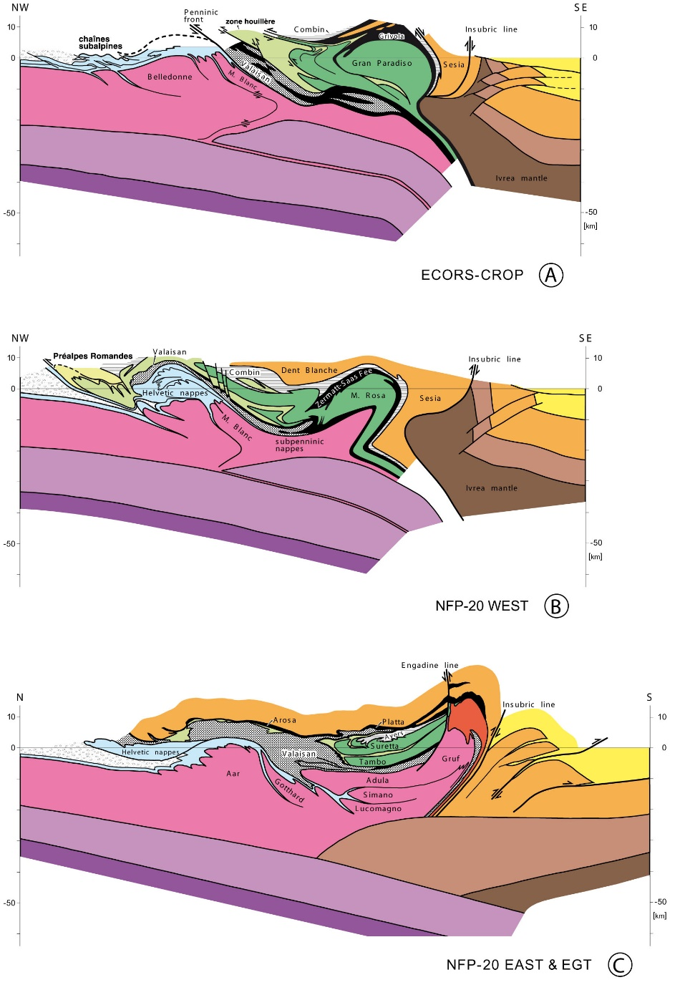 NW
SE
Penninic
front
zone houillère
Combin
Grivola
Insubric line
chaînes
subalpines
10
10
0
0
Belledonne
M. Blanc
Valaisan
Gran Paradiso
Sesia
Ivrea mantle
-50
-50
[km]
ECORS-CROP A
NW
SE
Préalpes Romandes
Valaisan
Combin
Dent Blanche
Zermatt-Saas Fee
Insubric line
10
10
0
0
Helvetic nappes
M. Rosa
Sesia
M. Blanc
subpenninic
nappes
Ivrea mantle
-50
-50
[km]
NFP-20 WEST B
Engadine line
N
S
Insubric line
10
10
Arosa
Platta
Avers
0
0
Helvetic nappes
Valaisan
Suretta
Tambo
Gruf
Aar
Gotthard
Adula
Simano
Lucomagno
-50
-50
[km]
NFP-20 EAST & EGT C